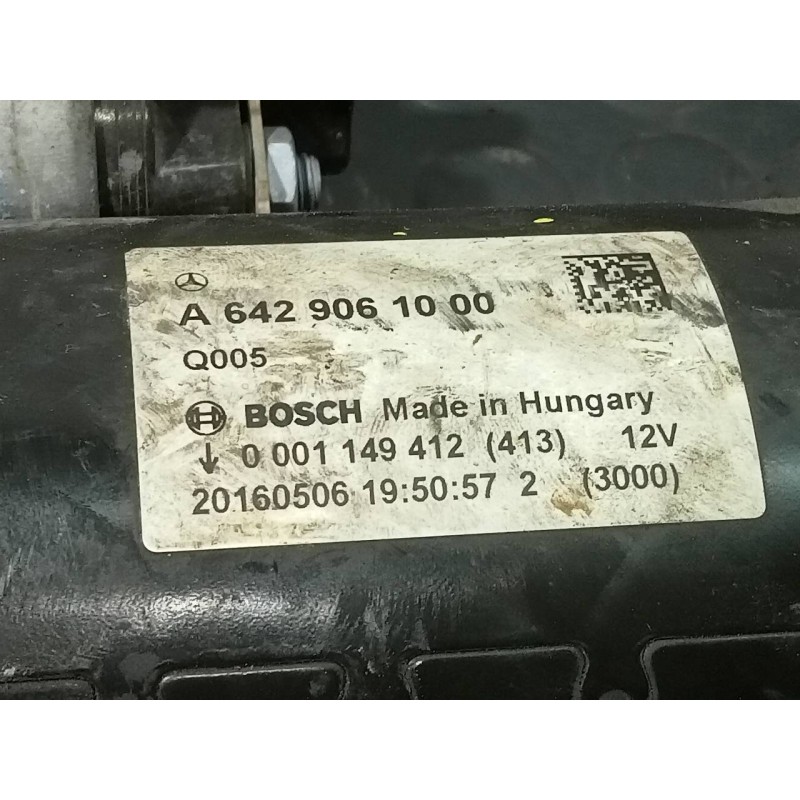 A 642 906 10 00
Q005
BOSCH Made in Hungary
↓ 0 001 149 412 (413) 12V
20160506 19:50:57 2 (3000)